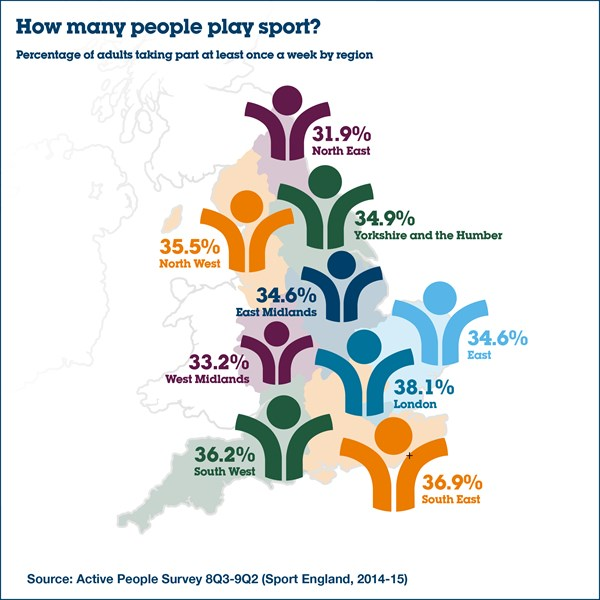 How many people play sport?
Percentage of adults taking part at least once a week by region
31.9%
North East
34.9%
Yorkshire and the Humber
35.5%
North West
34.6%
East Midlands
34.6%
East
33.2%
West Midlands
38.1%
London
36.2%
South West
36.9%
South East
Source: Active People Survey 8Q3-9Q2 (Sport England, 2014-15)